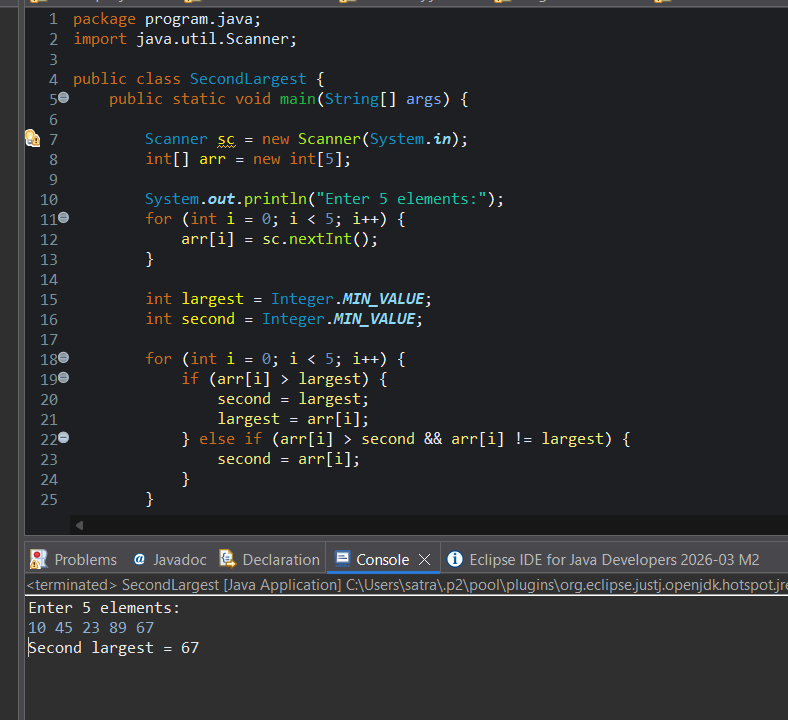 1 package program.java;
2 import java.util.Scanner;
3
4 public class SecondLargest {
5     public static void main(String[] args) {
6
7         Scanner sc = new Scanner(System.in);
8         int[] arr = new int[5];
9
10         System.out.println("Enter 5 elements:");
11         for (int i = 0; i < 5; i++) {
12             arr[i] = sc.nextInt();
13         }
14
15         int largest = Integer.MIN_VALUE;
16         int second = Integer.MIN_VALUE;
17
18         for (int i = 0; i < 5; i++) {
19             if (arr[i] > largest) {
20                 second = largest;
21                 largest = arr[i];
22             } else if (arr[i] > second && arr[i] != largest) {
23                 second = arr[i];
24             }
25         }
Problems @ Javadoc Declaration Console Eclipse IDE for Java Developers 2026-03 M2
<terminated> SecondLargest [Java Application] C:\Users\satra\.p2\pool\plugins\org.eclipse.justj.openjdk.hotspot.jre
Enter 5 elements:
10 45 23 89 67
Second largest = 67